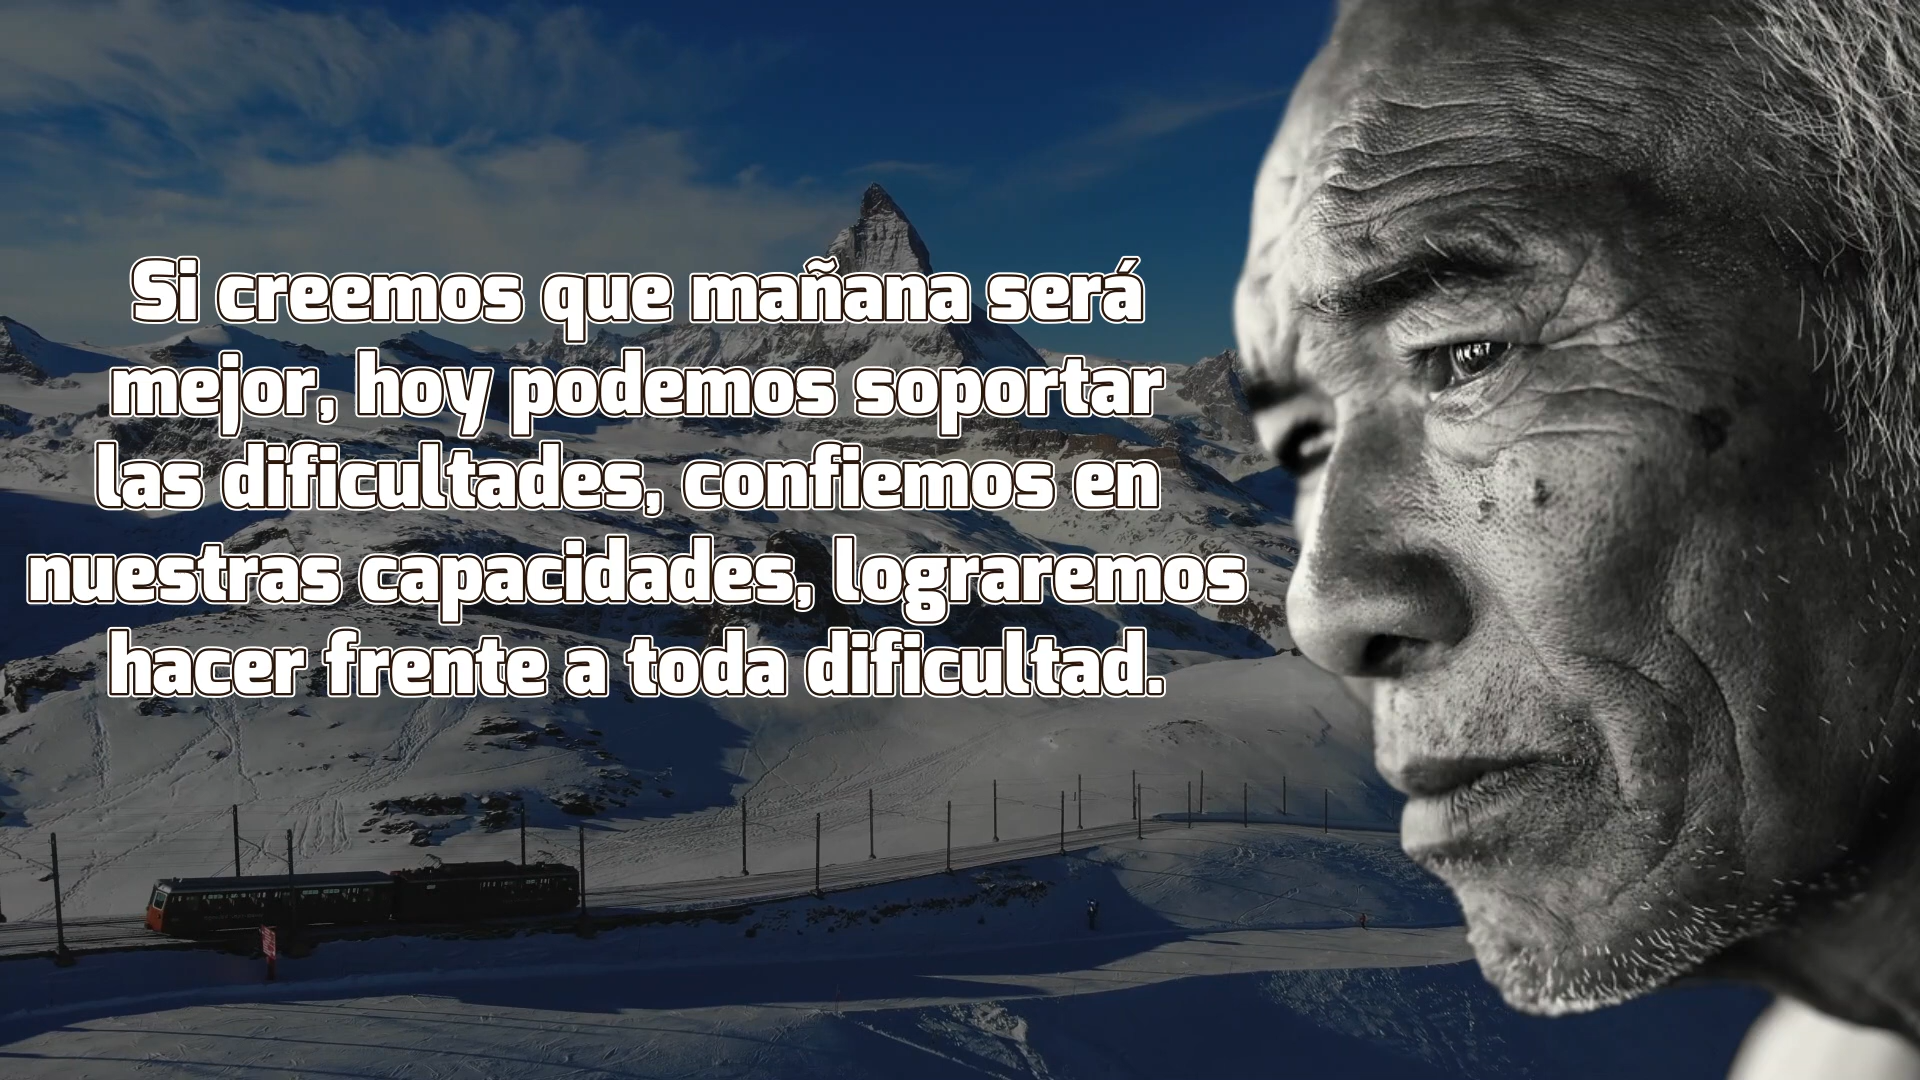 Si creemos que mañana será
mejor, hoy podemos soportar
las dificultades, confiemos en
nuestras capacidades, lograremos
hacer frente a toda dificultad.